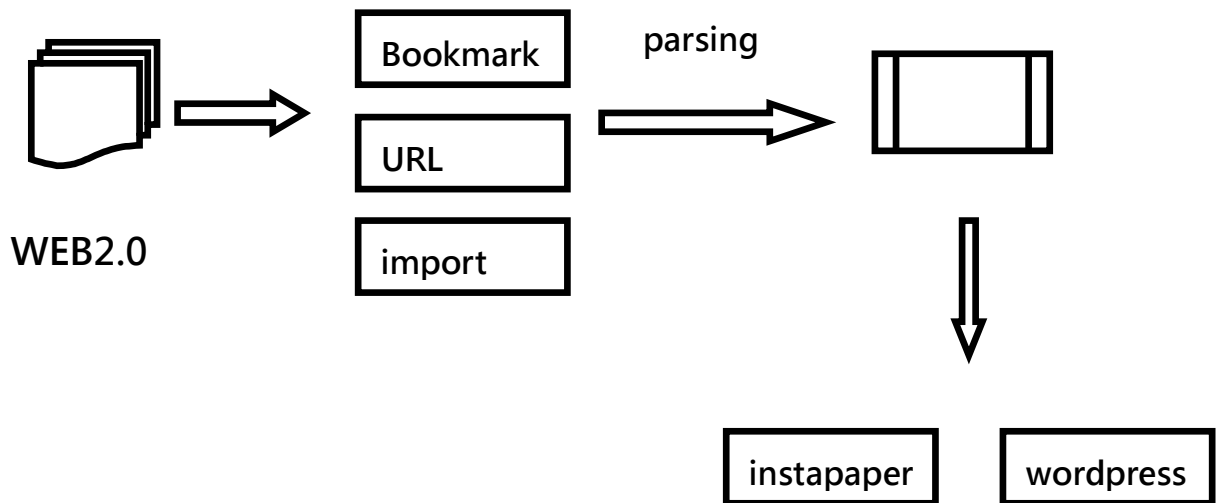 Bookmark
parsing
URL
WEB2.0
import
instapaper
wordpress